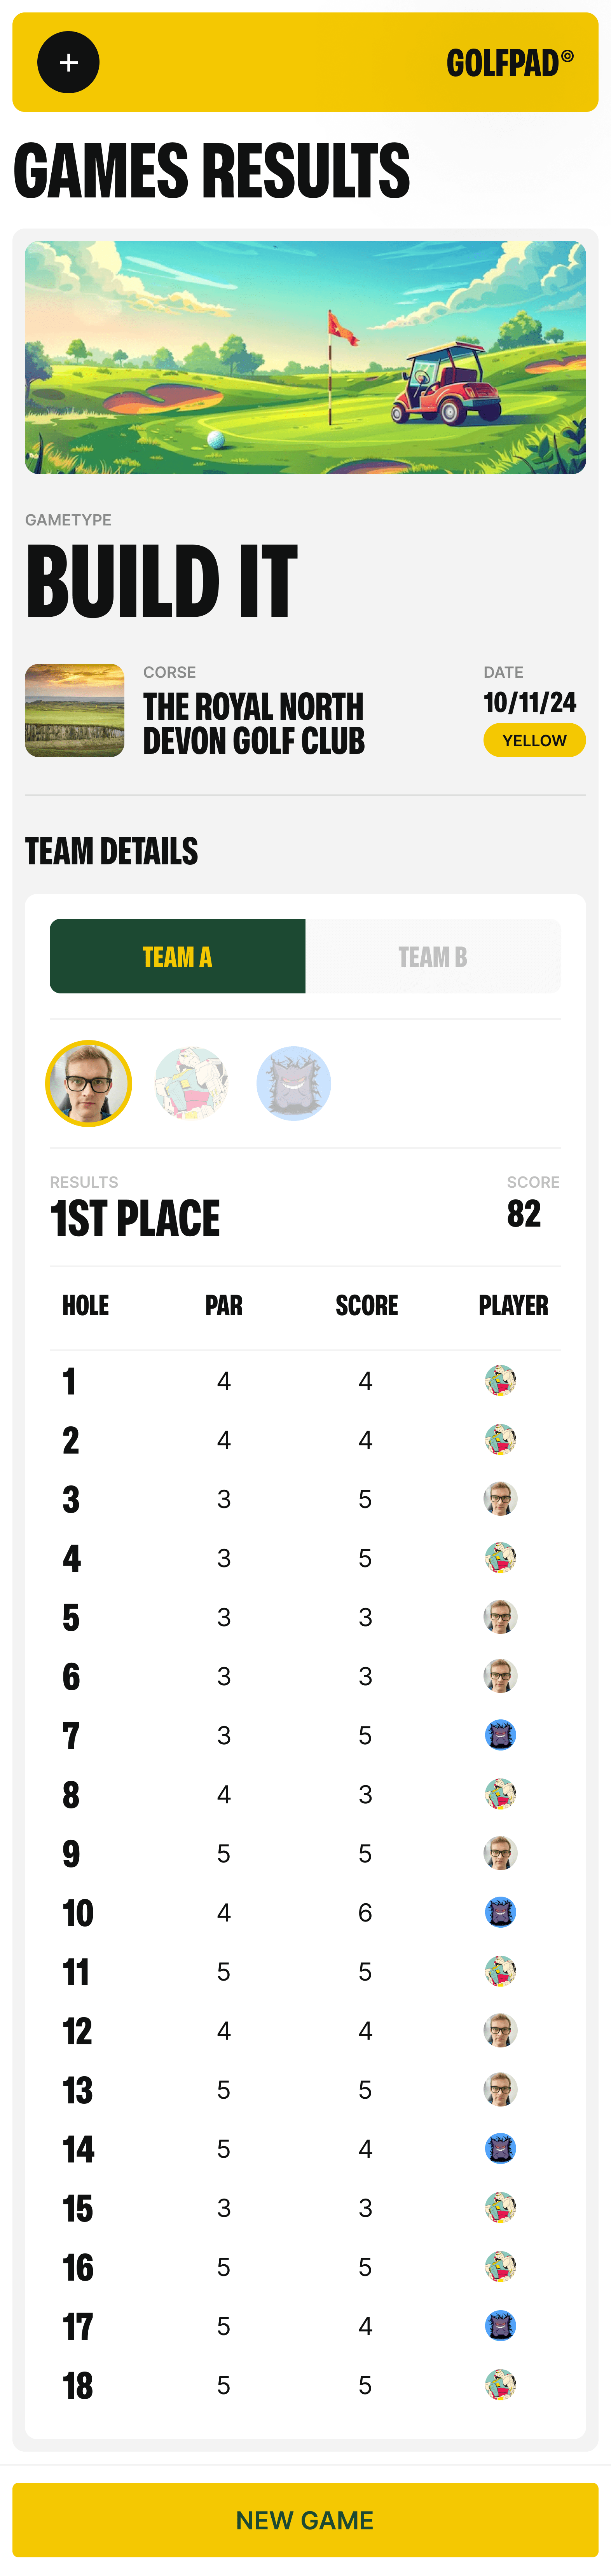 +
GOLFPAD©
GAMES RESULTS
GAMETYPE
BUILD IT
CORSE
THE ROYAL NORTH
DEVON GOLF CLUB
DATE
10/11/24
YELLOW
TEAM DETAILS
TEAM A TEAM B
RESULTS
1ST PLACE
SCORE
82
HOLE PAR SCORE PLAYER
1 4 4
2 4 4
3 3 5
4 3 5
5 3 3
6 3 3
7 3 5
8 4 3
9 5 5
10 4 6
11 5 5
12 4 4
13 5 5
14 5 4
15 3 3
16 5 5
17 5 4
18 5 5
NEW GAME